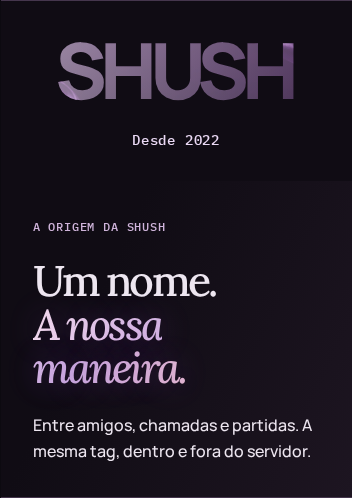 SHUSH
Desde 2022
A ORIGEM DA SHUSH
Um nome.
A nossa
maneira.
Entre amigos, chamadas e partidas. A
mesma tag, dentro e fora do servidor.